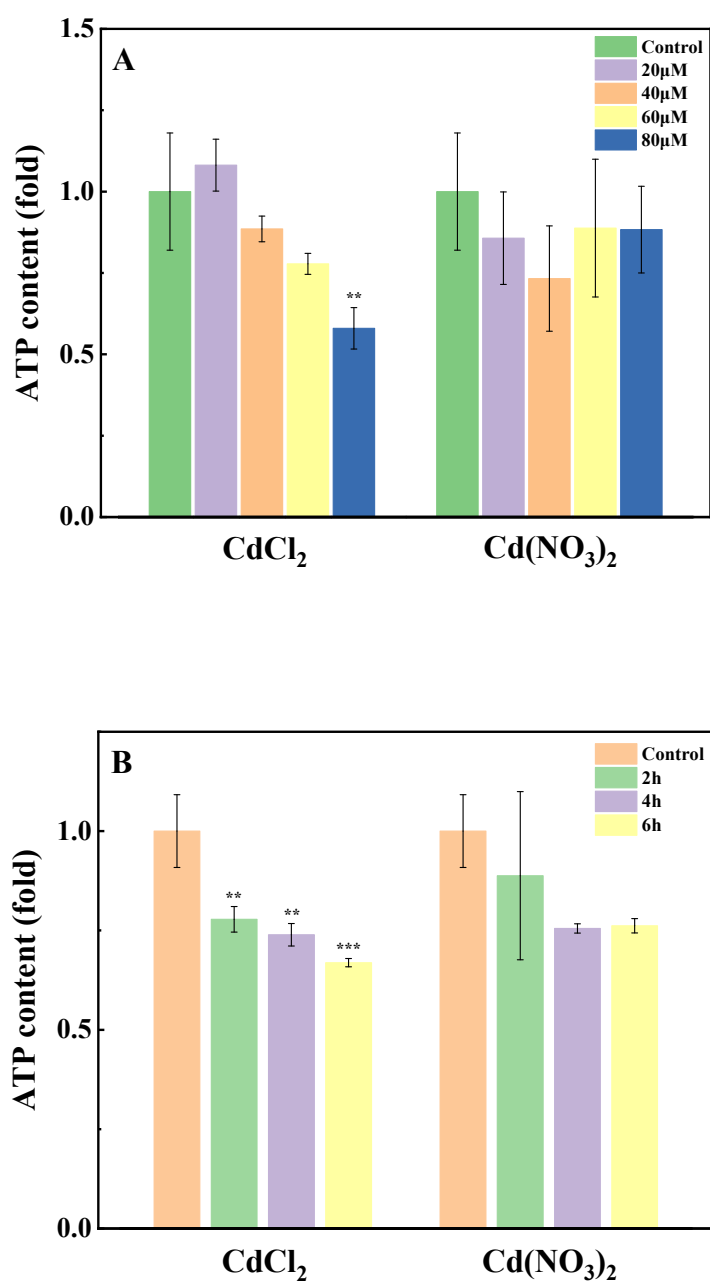 A
Control
20μM
40μM
60μM
80μM
1.5
1.0
0.5
0.0
ATP content (fold)
**
CdCl₂
Cd(NO₃)₂
B
Control
2h
4h
6h
1.0
0.5
0.0
ATP content (fold)
**
**
***
CdCl₂
Cd(NO₃)₂